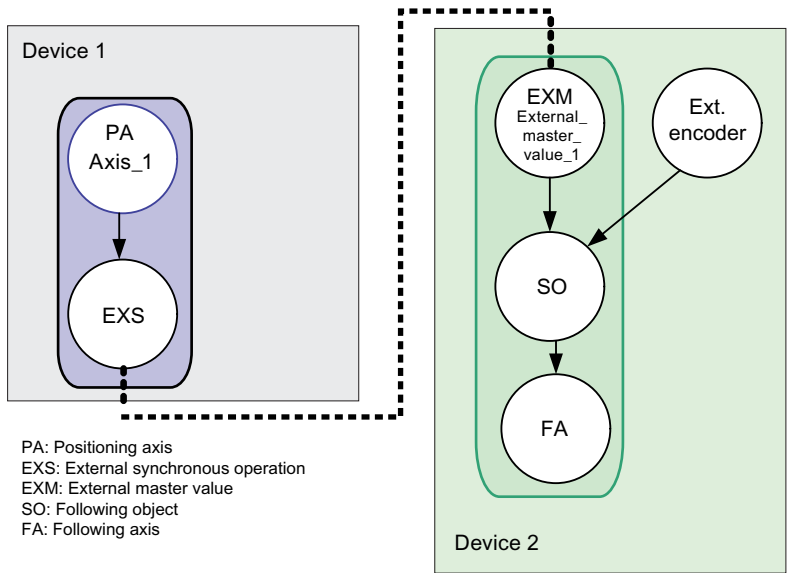 Device 1
PA
Axis_1
EXS
EXM
External_
master_
value_1
Ext.
encoder
SO
FA
Device 2
PA: Positioning axis
EXS: External synchronous operation
EXM: External master value
SO: Following object
FA: Following axis